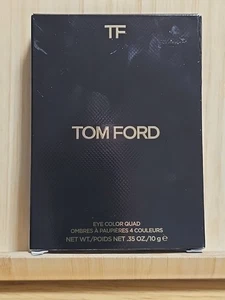 TF
TOM FORD
EYE COLOR QUAD
OMBRES À PAUPIÈRES 4 COULEURS
NET WT./POIDS NET .35 OZ/10 g ℮